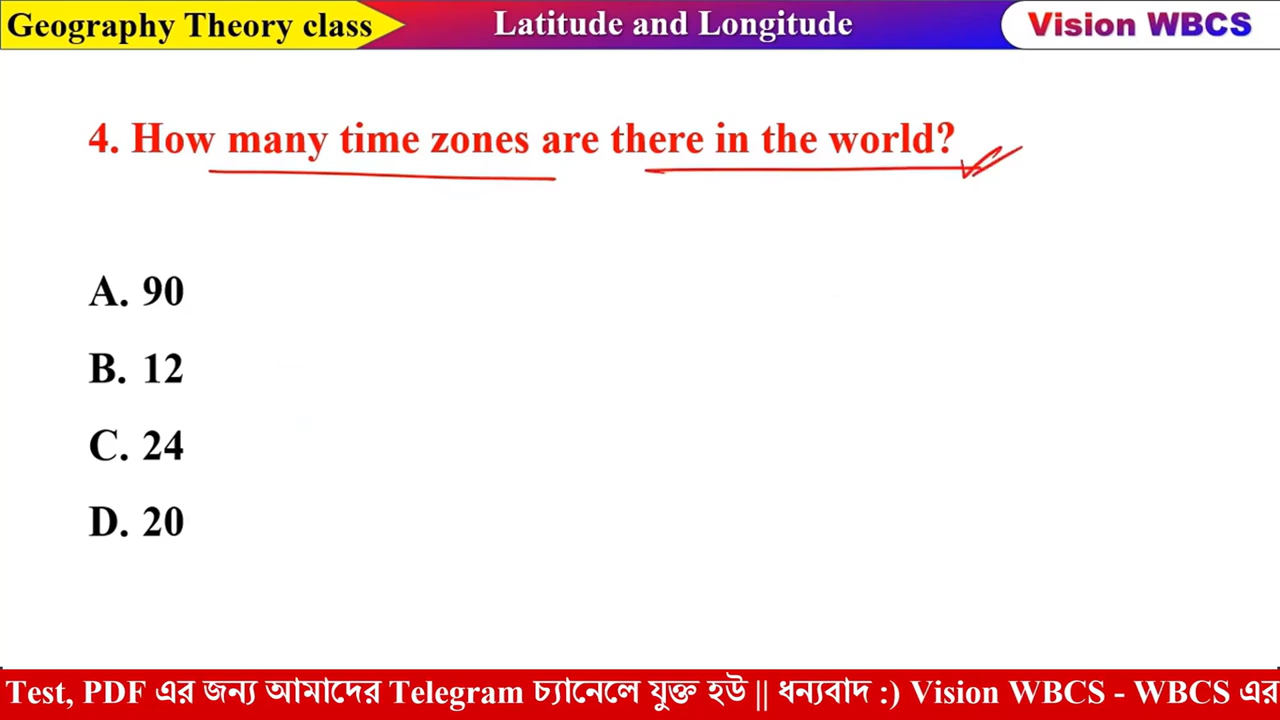 Geography Theory class
Latitude and Longitude
Vision WBCS
4. How many time zones are there in the world?
A. 90
B. 12
C. 24
D. 20
Test, PDF এর জন্য আমাদের Telegram চ্যানেলে যুক্ত হউ || ধন্যবাদ :) Vision WBCS - WBCS এর